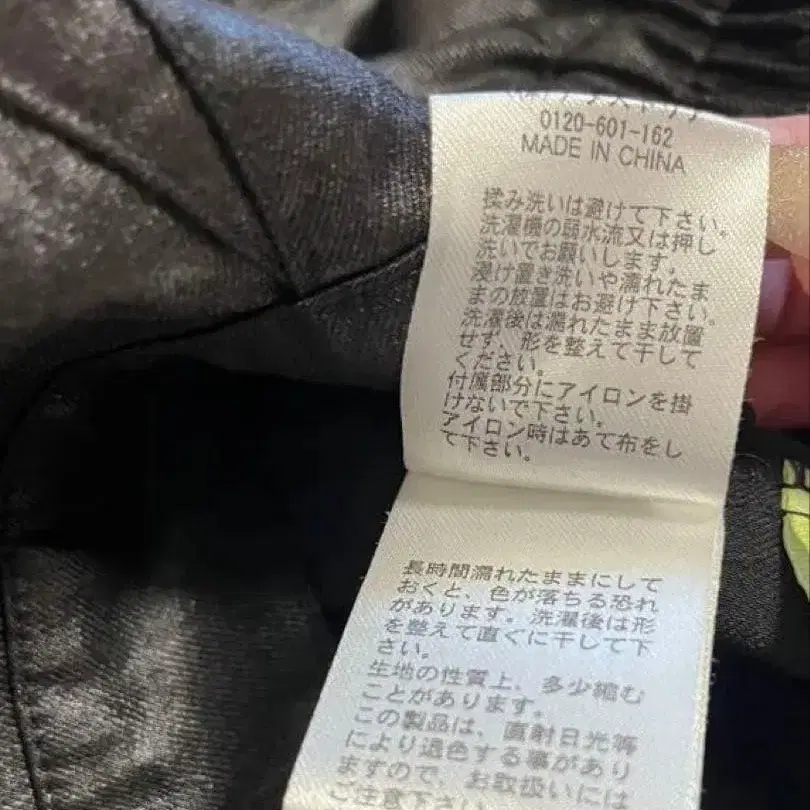 0120-601-162
MADE IN CHINA
揉み洗いは避けて下さい。
洗濯機の弱水流又は押し
洗いでお願いします。
浸け置き洗いや濡れたま
まの放置はお避け下さい。
洗濯後は濡れたまま放置
せず、形を整えて干して
ください。
付属部分にアイロンを掛
けないで下さい。
アイロン時はあて布をし
て下さい。
長時間濡れたままにして
おくと、色が落ちる恐れ
があります。洗濯後は形
を整えて直ぐに干して下
さい。
生地の性質上、多少縮む
ことがあります。
この製品は、直射日光等
により退色する事があり
ますので、お取扱いには
ご注意下さい。